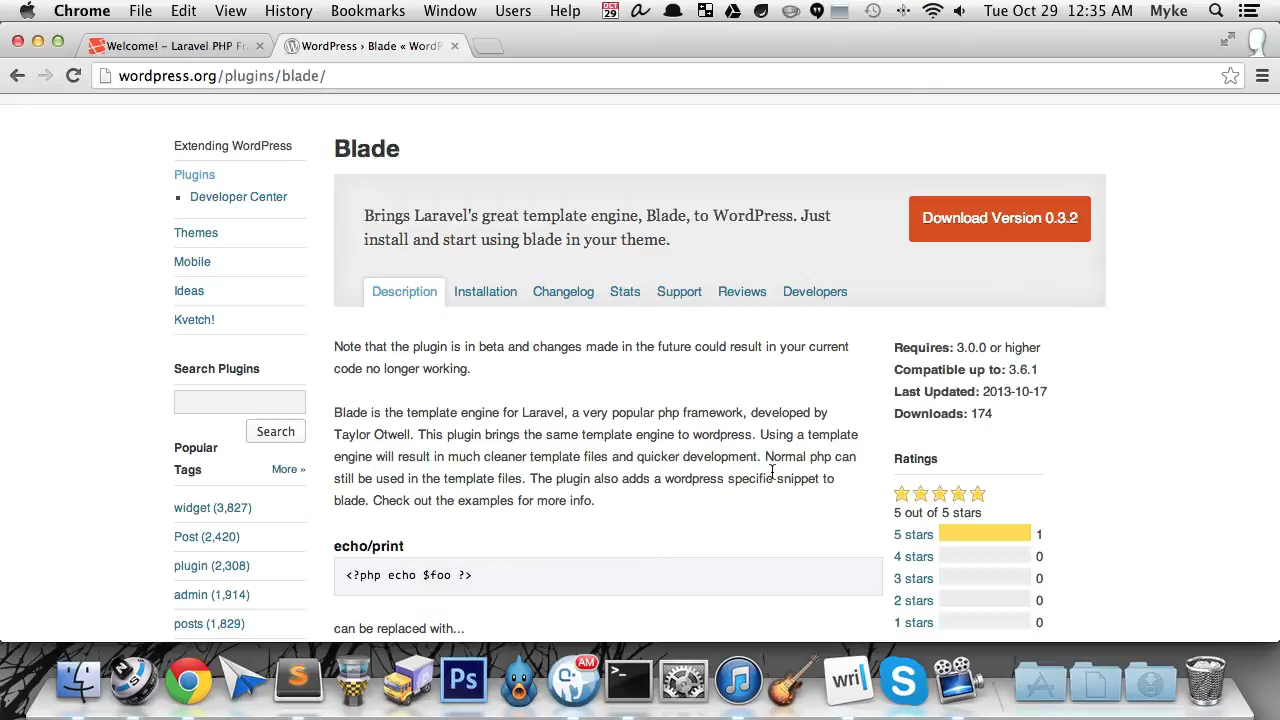 Chrome File Edit View History Bookmarks Window Users Help OCT 29 Tue Oct 29 12:35 AM Myke
Welcome! – Laravel PHP Fra × WordPress › Blade « WordP ×
wordpress.org/plugins/blade/
Extending WordPress
Plugins
Developer Center
Themes
Mobile
Ideas
Kvetch!
Search Plugins
Search
Popular
Tags More »
widget (3,827)
Post (2,420)
plugin (2,308)
admin (1,914)
posts (1,829)
Blade
Brings Laravel's great template engine, Blade, to WordPress. Just
install and start using blade in your theme.
Download Version 0.3.2
Description Installation Changelog Stats Support Reviews Developers
Note that the plugin is in beta and changes made in the future could result in your current
code no longer working.
Blade is the template engine for Laravel, a very popular php framework, developed by
Taylor Otwell. This plugin brings the same template engine to wordpress. Using a template
engine will result in much cleaner template files and quicker development. Normal php can
still be used in the template files. The plugin also adds a wordpress specific snippet to
blade. Check out the examples for more info.
echo/print
<?php echo $foo ?>
can be replaced with...
Requires: 3.0.0 or higher
Compatible up to: 3.6.1
Last Updated: 2013-10-17
Downloads: 174
Ratings
5 out of 5 stars
5 stars 1
4 stars 0
3 stars 0
2 stars 0
1 stars 0
Ps AM >_ wri S